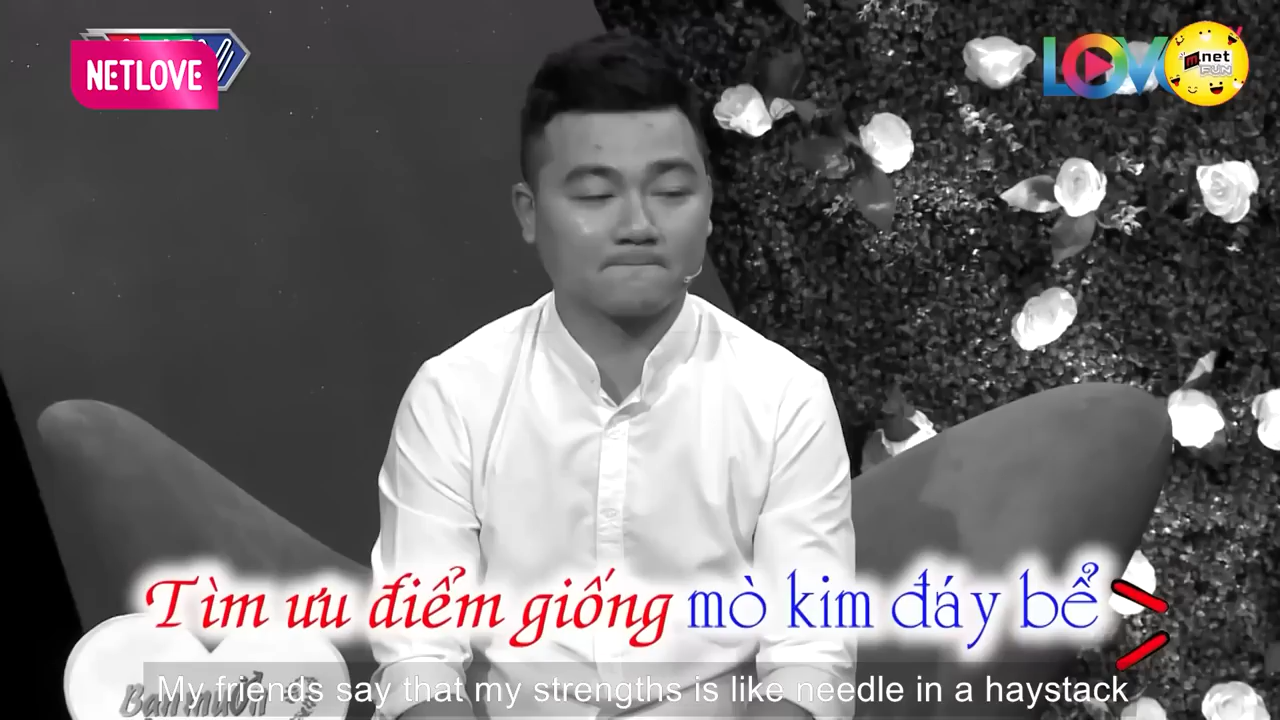 NETLOVE
LOV
m.net
FUN
Tìm ưu điểm giống mò kim đáy bể
My friends say that my strengths is like needle in a haystack